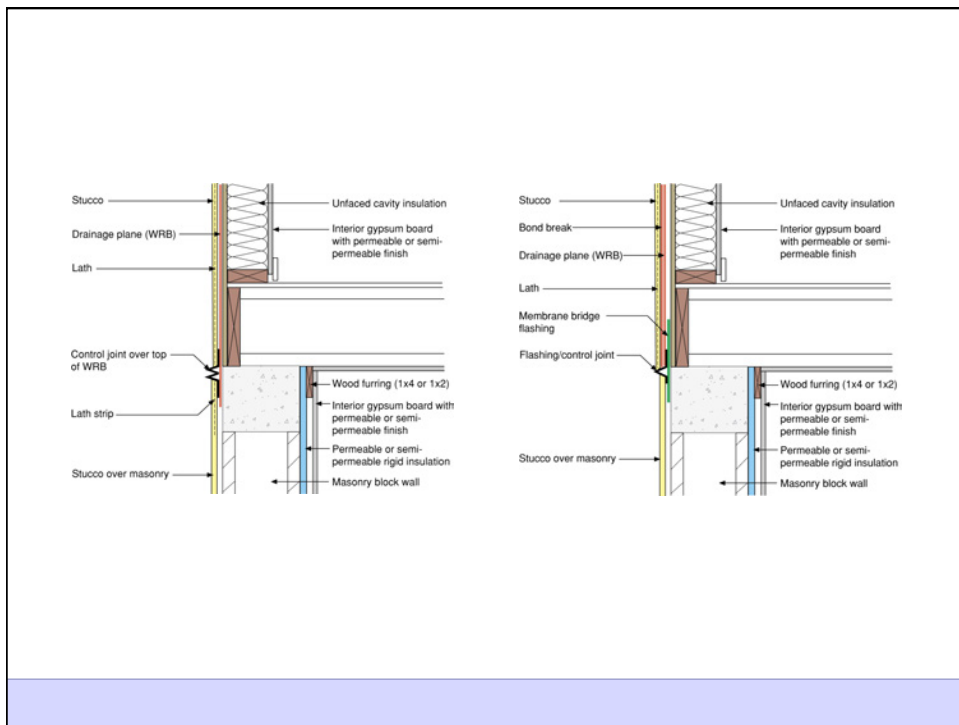 Stucco
Drainage plane (WRB)
Lath
Control joint over top
of WRB
Lath strip
Stucco over masonry
Unfaced cavity insulation
Interior gypsum board
with permeable or semi-
permeable finish
Wood furring (1x4 or 1x2)
Interior gypsum board with
permeable or semi-
permeable finish
Permeable or semi-
permeable rigid insulation
Masonry block wall
Stucco
Bond break
Drainage plane (WRB)
Lath
Membrane bridge
flashing
Flashing/control joint
Stucco over masonry
Unfaced cavity insulation
Interior gypsum board
with permeable or semi-
permeable finish
Wood furring (1x4 or 1x2)
Interior gypsum board with
permeable or semi-permeable
finish
Permeable or semi-
permeable rigid insulation
Masonry block wall